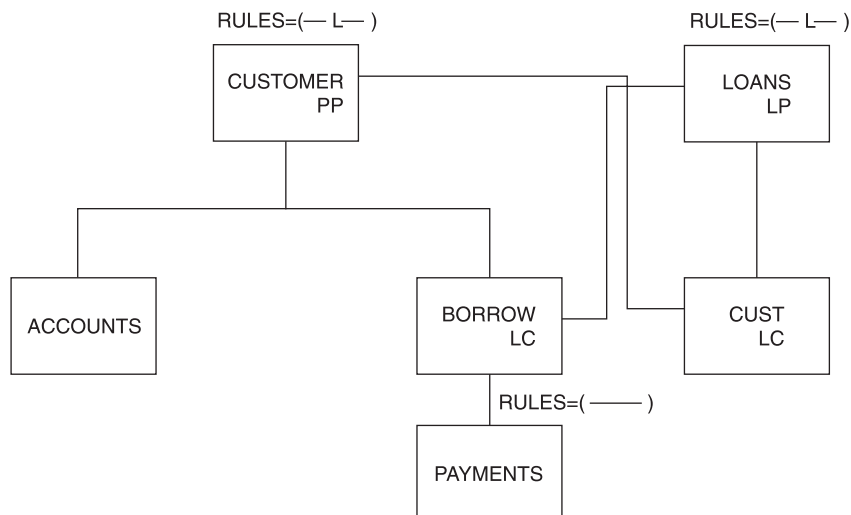 RULES=(— L— )
RULES=(— L— )
CUSTOMER
PP
LOANS
LP
ACCOUNTS
BORROW
LC
CUST
LC
RULES=( —— )
PAYMENTS